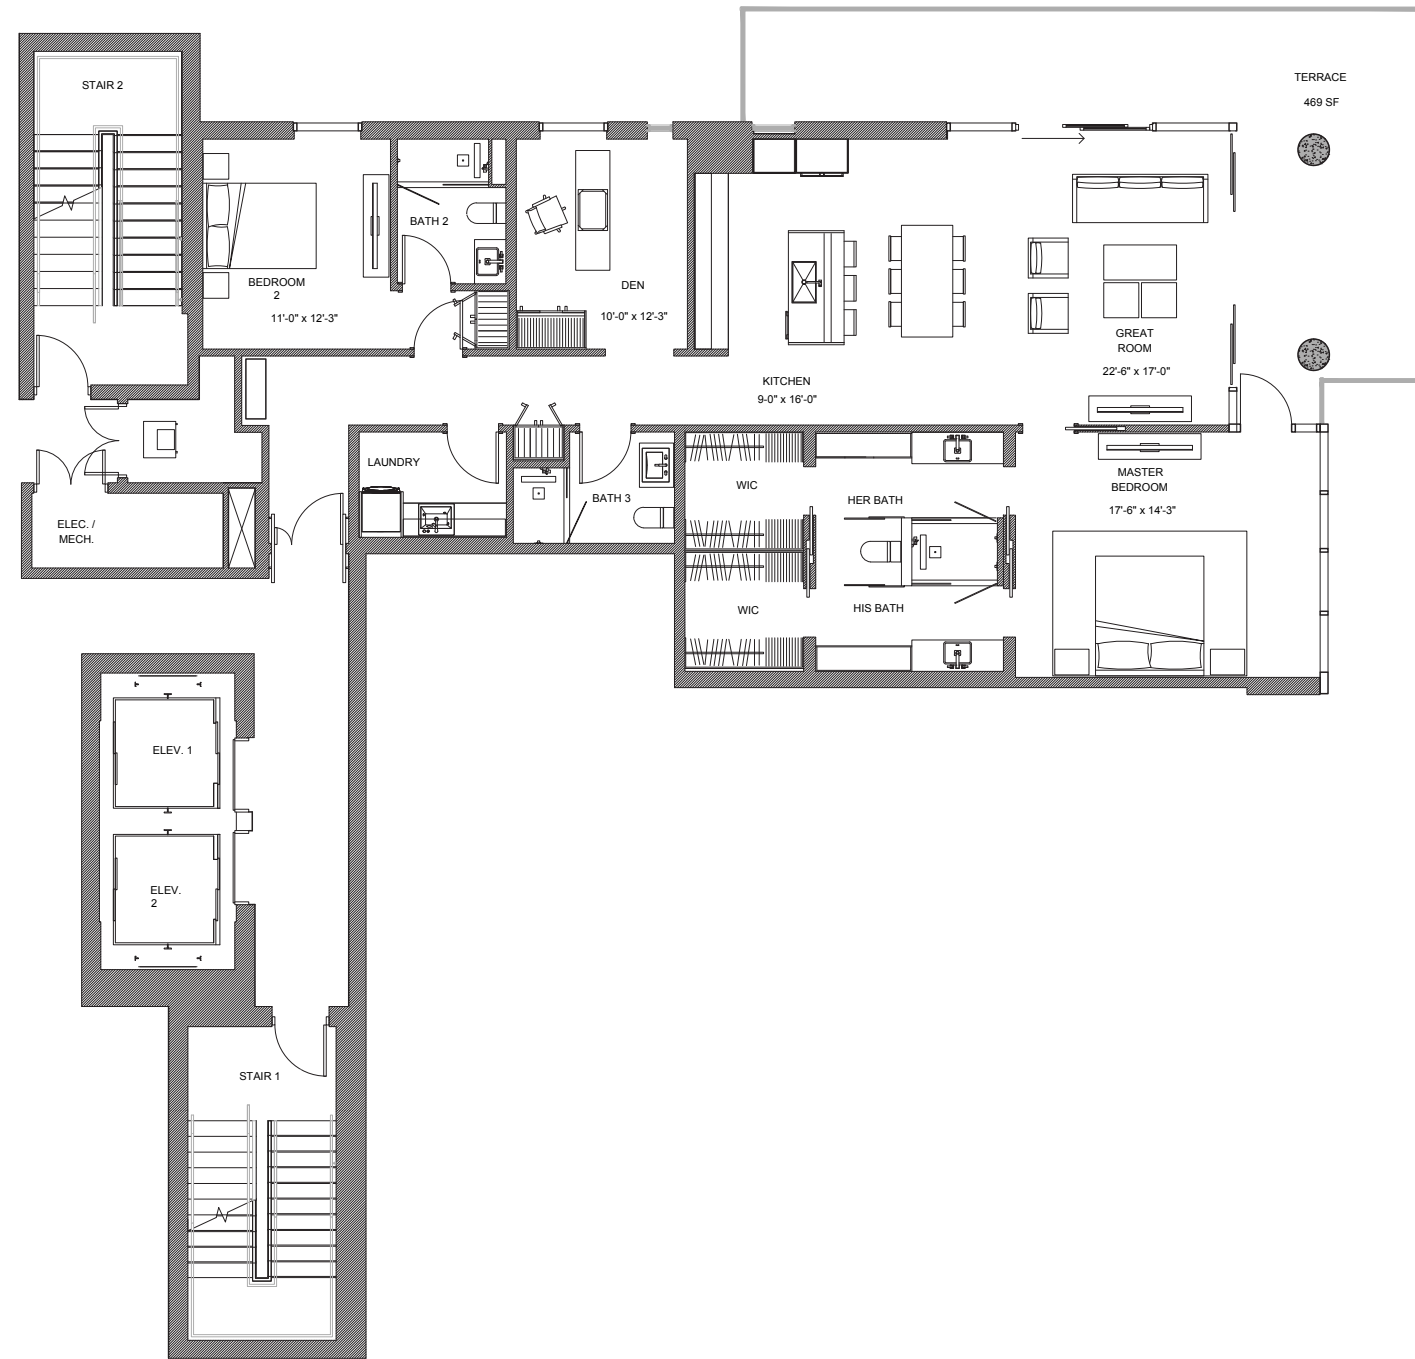 TERRACE
469 SF
STAIR 2
BATH 2
BEDROOM
2
11'-0" x 12'-3"
DEN
10'-0" x 12'-3"
GREAT
ROOM
22'-6" x 17'-0"
KITCHEN
9-0" x 16'-0"
LAUNDRY
BATH 3
WIC
HER BATH
MASTER
BEDROOM
17'-6" x 14'-3"
ELEC. /
MECH.
WIC
HIS BATH
ELEV. 1
ELEV.
2
STAIR 1